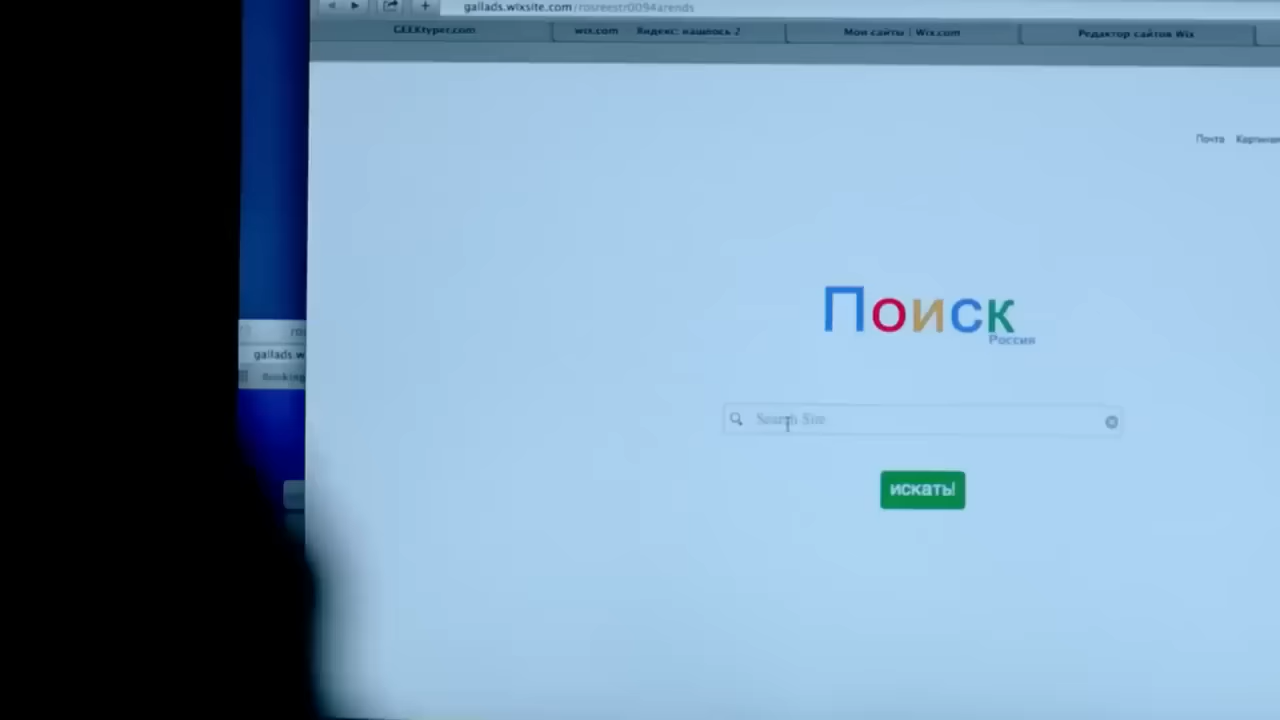 gallads.wixsite.com/rosreestr0094arends
GEEKtyper.com
wix.com Яндекс: нашлось 2
Мои сайты | Wix.com
Редактор сайтов Wix
Почта
Поиск
Россия
gallads.w
Search Site
искать!